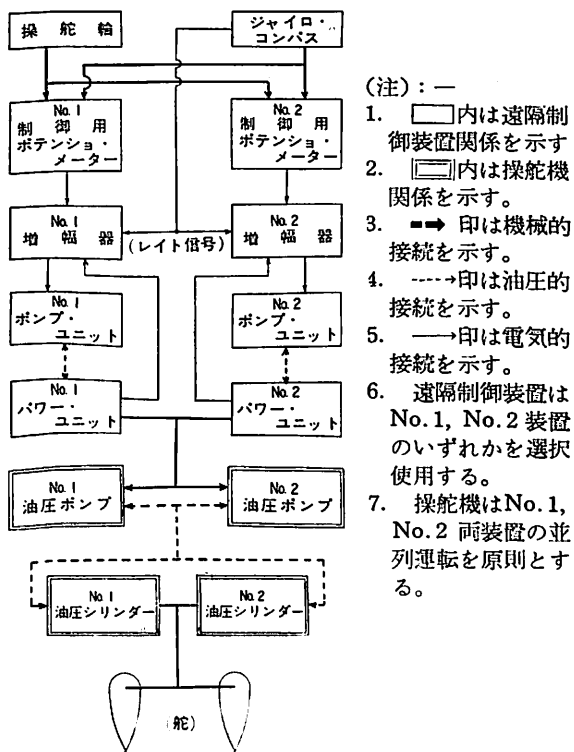 操舵輪
ジャイロ・
コンパス
No.1
制御用
ポテンショ・
メーター
No.2
制御用
ポテンショ・
メーター
No.1
増幅器
(レイト信号)
No.2
増幅器
No.1
ポンプ・
ユニット
No.2
ポンプ・
ユニット
No.1
パワー・
ユニット
No.2
パワー・
ユニット
No.1
油圧ポンプ
No.2
油圧ポンプ
No.1
油圧シリンダー
No.2
油圧シリンダー
(舵)
(注):—
1. 内は遠隔制
御装置関係を示す
2. 内は操舵機
関係を示す。
3. 印は機械的
接続を示す。
4. 印は油圧的
接続を示す。
5. 印は電気的
接続を示す。
6. 遠隔制御装置は
No.1, No.2 装置
のいずれかを選択
使用する。
7. 操舵機はNo.1,
No.2 両装置の並
列運転を原則とす
る。